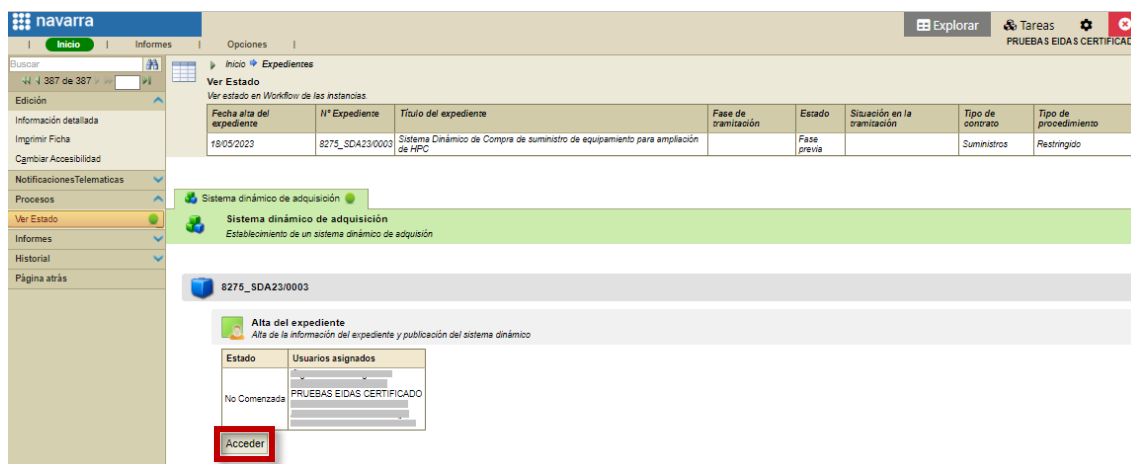 navarra
Explorar
Tareas
PRUEBAS EIDAS CERTIFICAD
| Inicio | Informes | Opciones |
Buscar
387 de 387
Edición
Información detallada
Imprimir Ficha
Cambiar Accesibilidad
NotificacionesTelematicas
Procesos
Ver Estado
Informes
Historial
Página atrás
Inicio Expedientes
Ver Estado
Ver estado en Workflow de las instancias.
Fecha alta del expediente Nº Expediente Título del expediente Fase de tramitación Estado Situación en la tramitación Tipo de contrato Tipo de procedimiento
18/05/2023 8275_SDA23/0003 Sistema Dinámico de Compra de suministro de equipamiento para ampliación de HPC Fase previa Suministros Restringido
Sistema dinámico de adquisición
Sistema dinámico de adquisición
Establecimiento de un sistema dinámico de adquisión
8275_SDA23/0003
Alta del expediente
Alta de la información del expediente y publicación del sistema dinámico
Estado Usuarios asignados
No Comenzada PRUEBAS EIDAS CERTIFICADO
Acceder